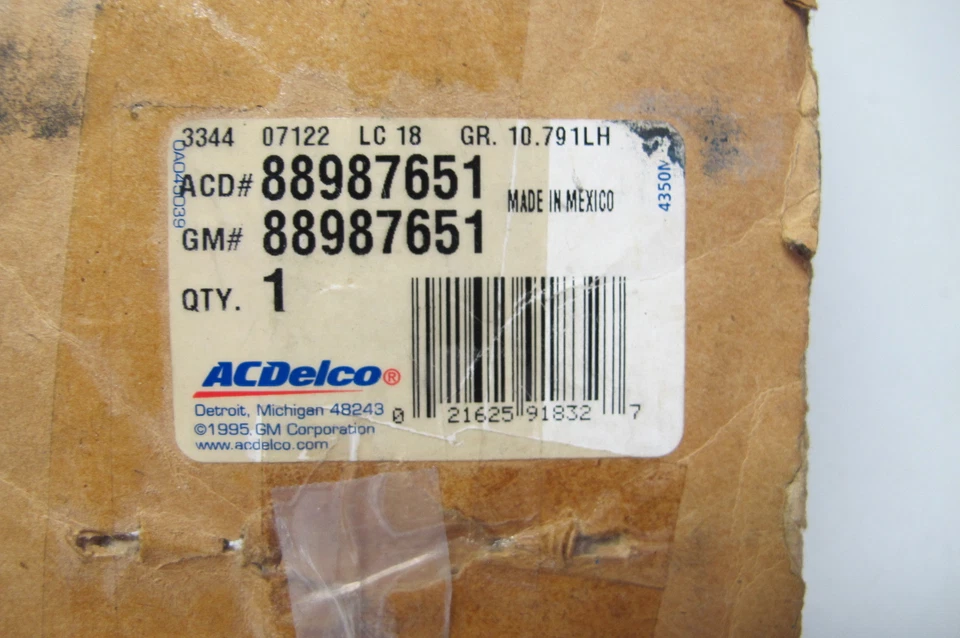 3344 07122 LC 18 GR. 10.791LH
ACD# 88987651
MADE IN MEXICO
GM# 88987651
QTY. 1
4350M
ACDelco®
Detroit, Michigan 48243
©1995 GM Corporation
www.acdelco.com
0 21625 91832 7